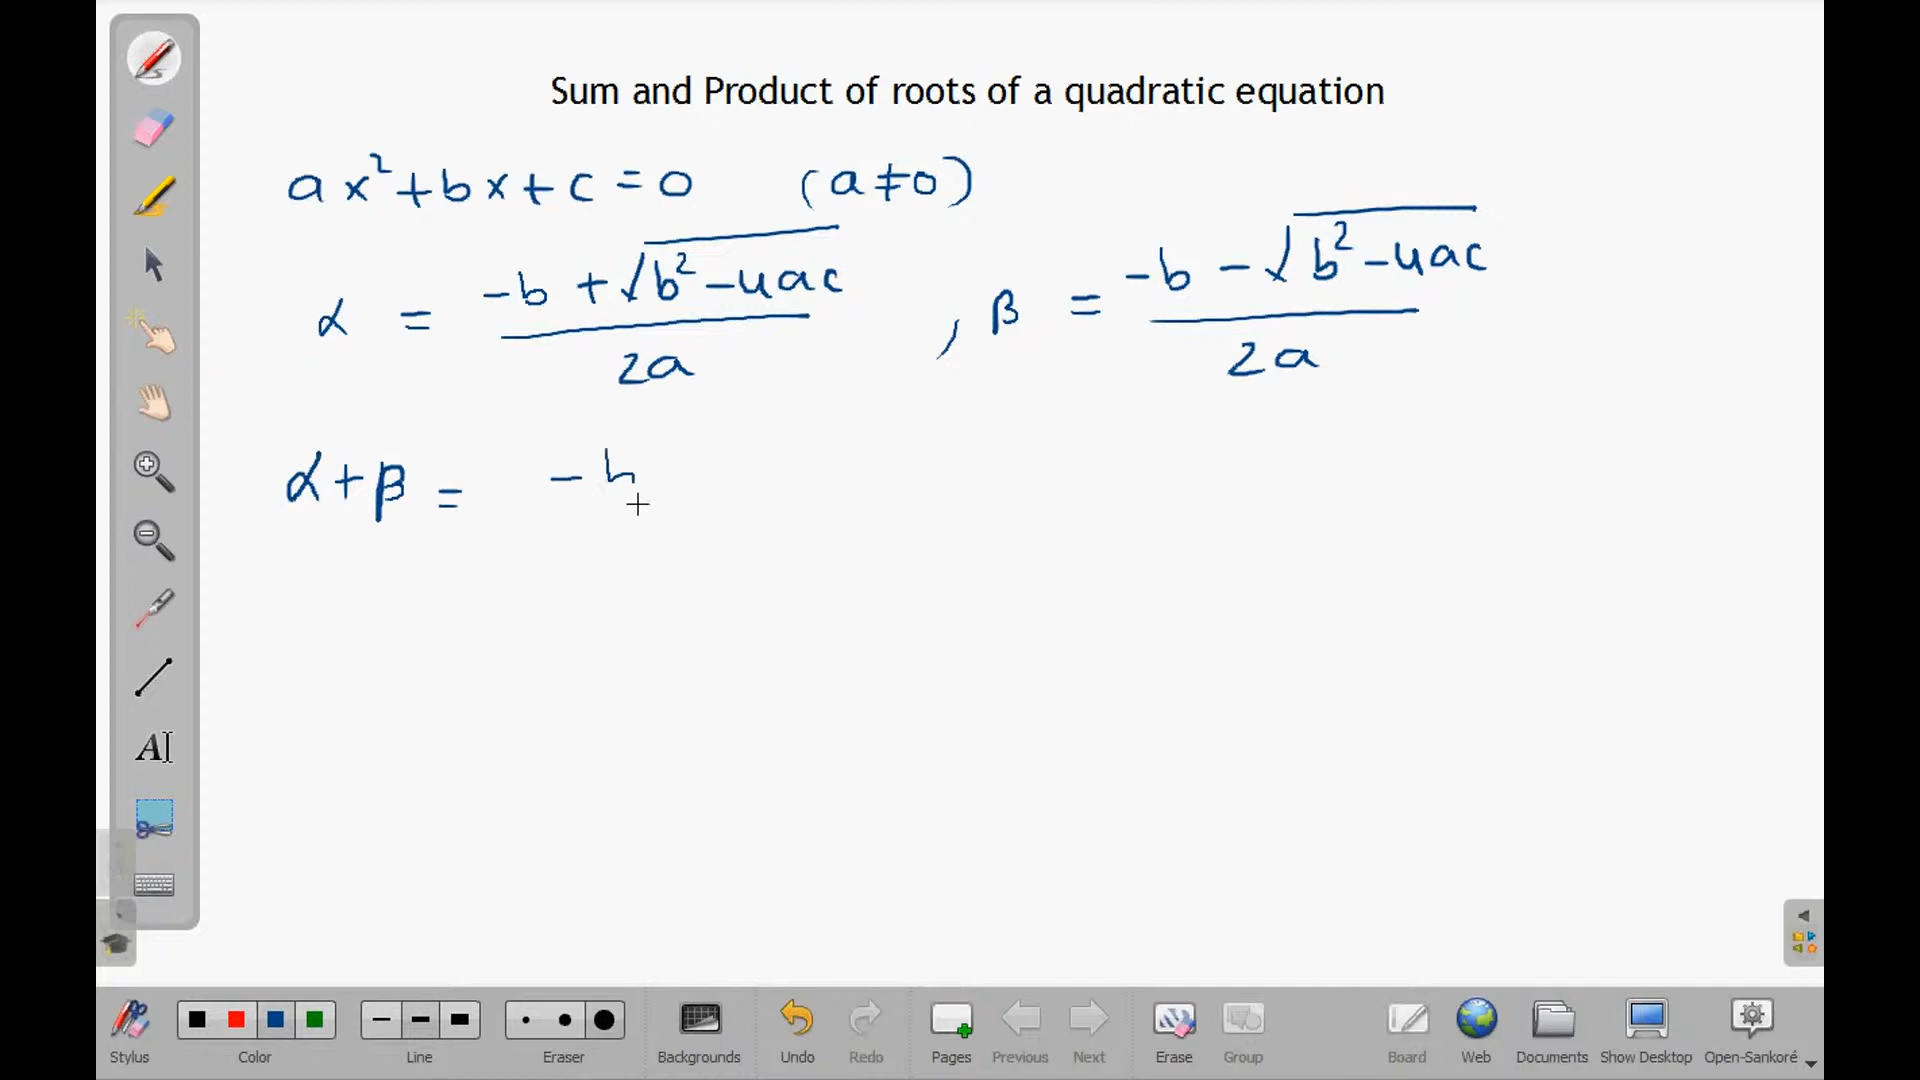 Sum and Product of roots of a quadratic equation
ax²+bx+c=0 (a≠0)
α = (-b+√(b²-4ac))/2a , β = (-b-√(b²-4ac))/2a
α+β = -
AI
Stylus Color Line Eraser Backgrounds Undo Redo Pages Previous Next Erase Group Board Web Documents Show Desktop Open-Sankoré